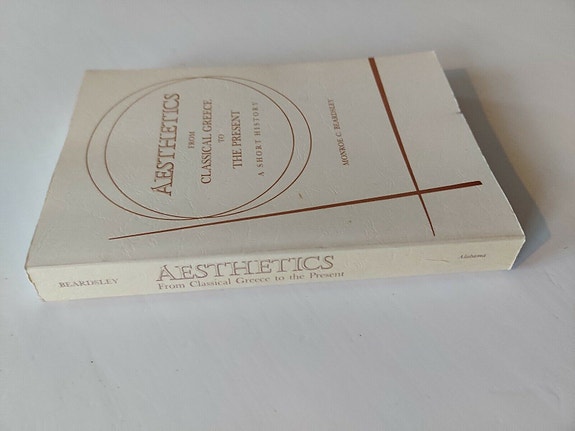 AESTHETICS
FROM
CLASSICAL GREECE
TO
THE PRESENT
A SHORT HISTORY
MONROE C. BEARDSLEY
BEARDSLEY
AESTHETICS
From Classical Greece to the Present
Alabama